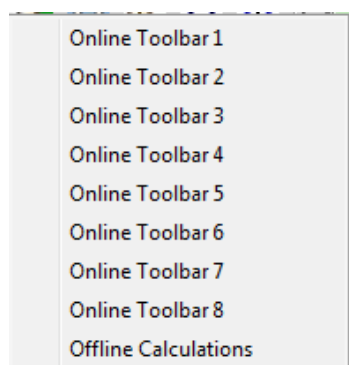 Online Toolbar 1
Online Toolbar 2
Online Toolbar 3
Online Toolbar 4
Online Toolbar 5
Online Toolbar 6
Online Toolbar 7
Online Toolbar 8
Offline Calculations